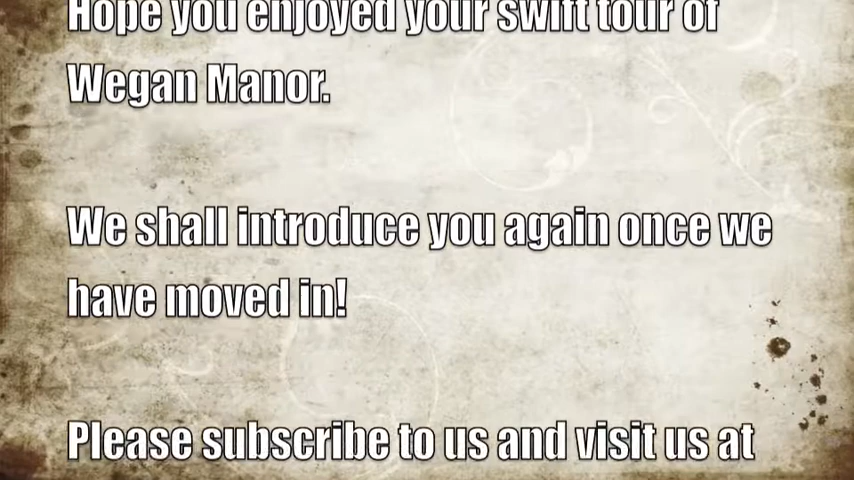 Hope you enjoyed your swift tour of
Wegan Manor.
We shall introduce you again once we
have moved in!
Please subscribe to us and visit us at